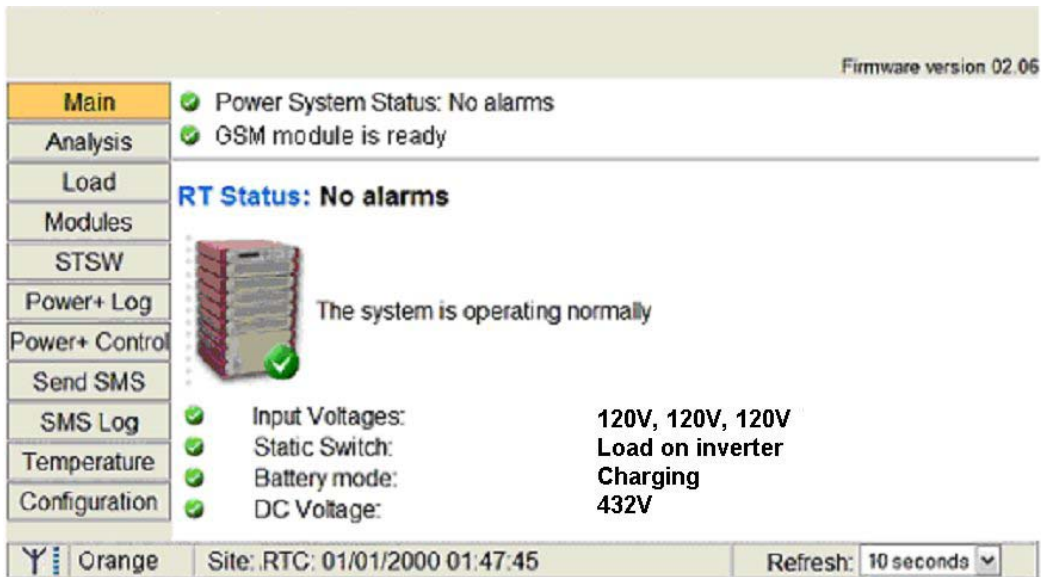 Firmware version 02.06
Main
Analysis
Load
Modules
STSW
Power+ Log
Power+ Control
Send SMS
SMS Log
Temperature
Configuration
Power System Status: No alarms
GSM module is ready
RT Status: No alarms
The system is operating normally
Input Voltages: 120V, 120V, 120V
Static Switch: Load on inverter
Battery mode: Charging
DC Voltage: 432V
Orange Site: .RTC: 01/01/2000 01:47:45 Refresh: 10 seconds